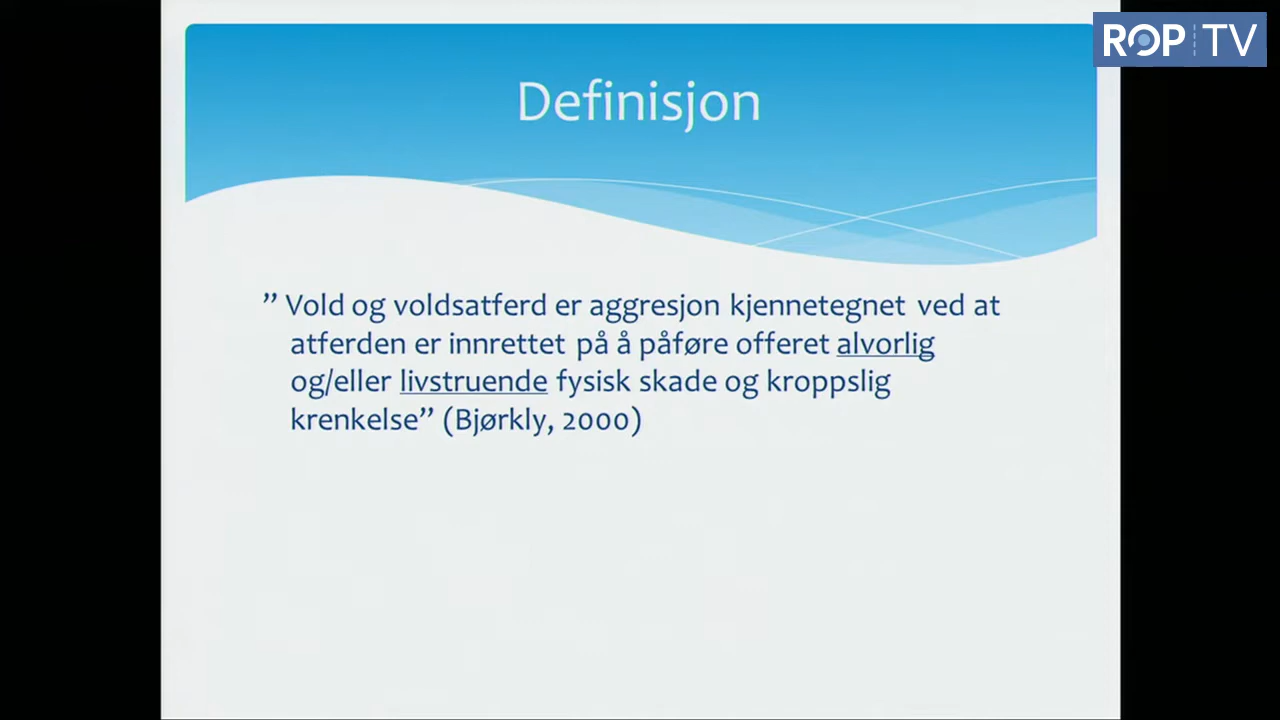 ROP TV
Definisjon
” Vold og voldsatferd er aggresjon kjennetegnet ved at
atferden er innrettet på å påføre offeret alvorlig
og/eller livstruende fysisk skade og kroppslig
krenkelse” (Bjørkly, 2000)